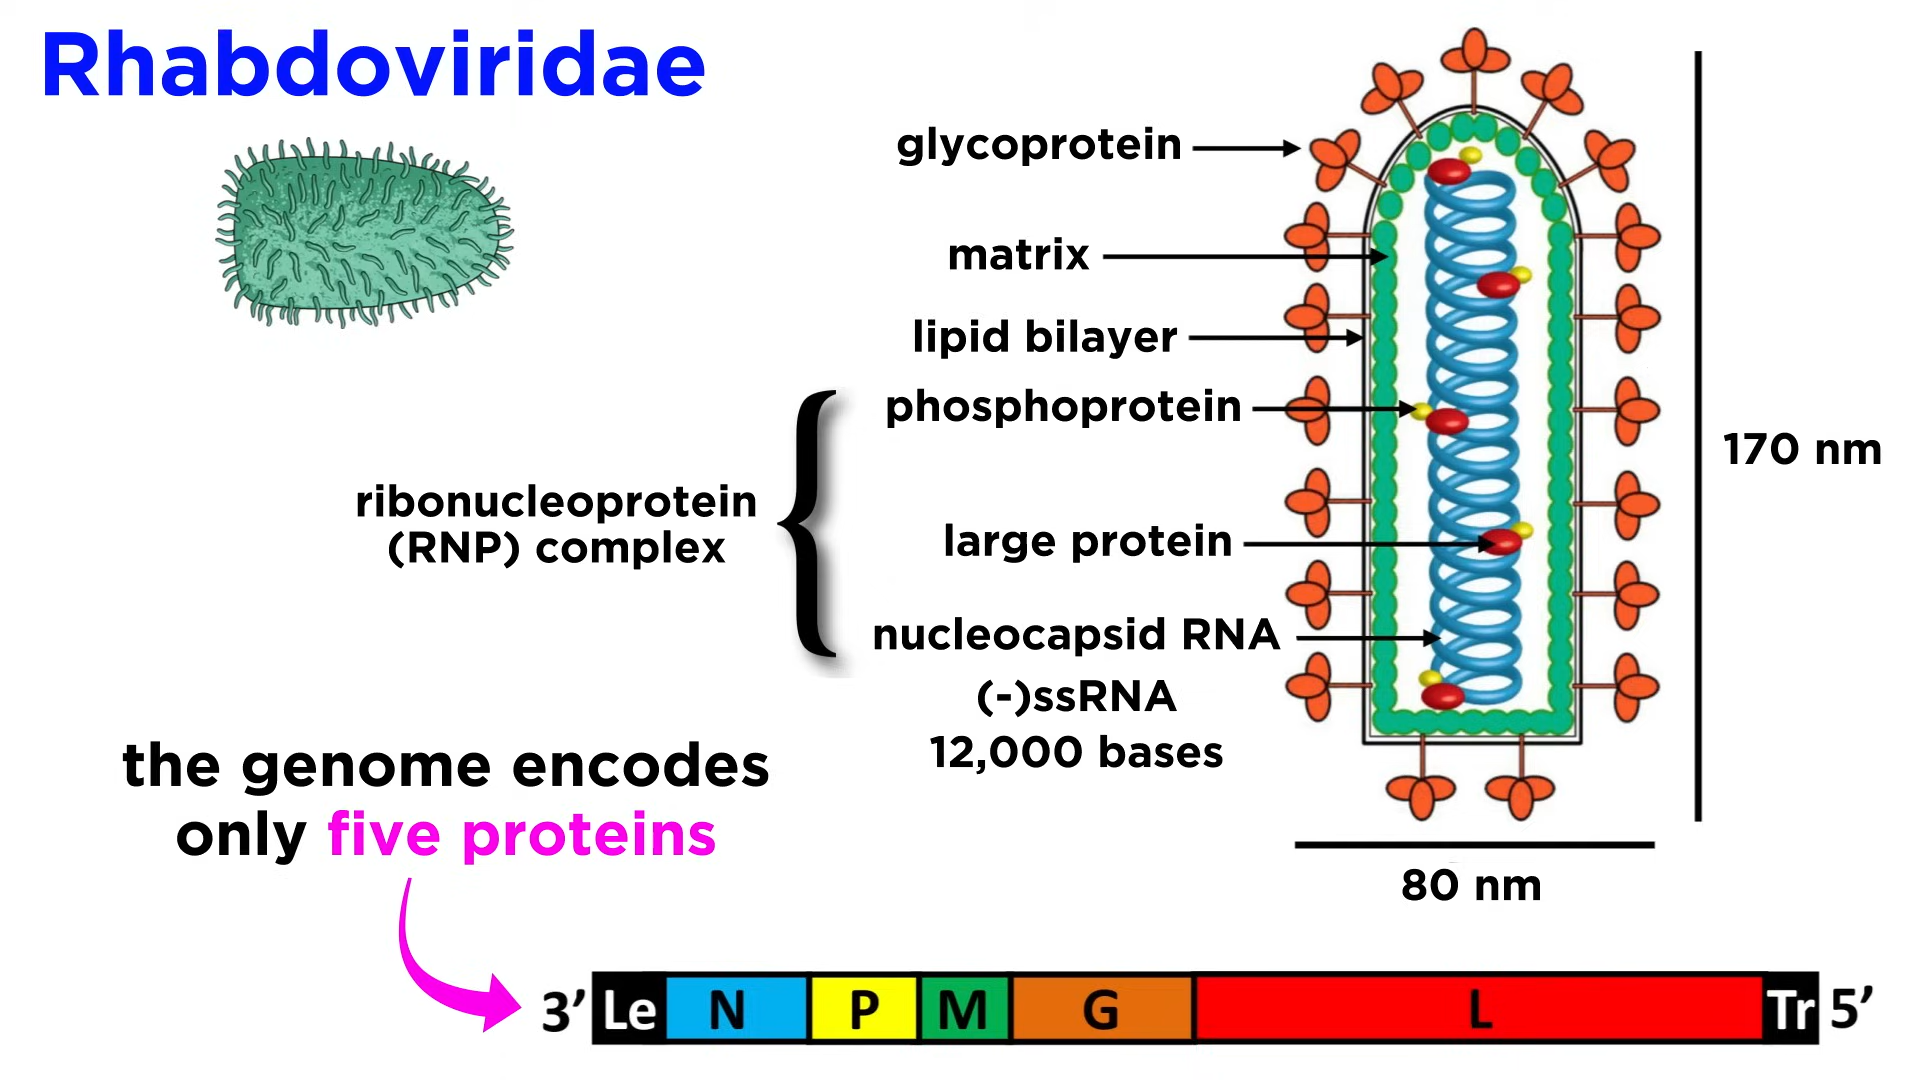 Rhabdoviridae
glycoprotein
matrix
lipid bilayer
phosphoprotein
large protein
nucleocapsid RNA
(-)ssRNA
12,000 bases
ribonucleoprotein
(RNP) complex
170 nm
80 nm
the genome encodes
only five proteins
3’ Le N P M G L Tr 5’